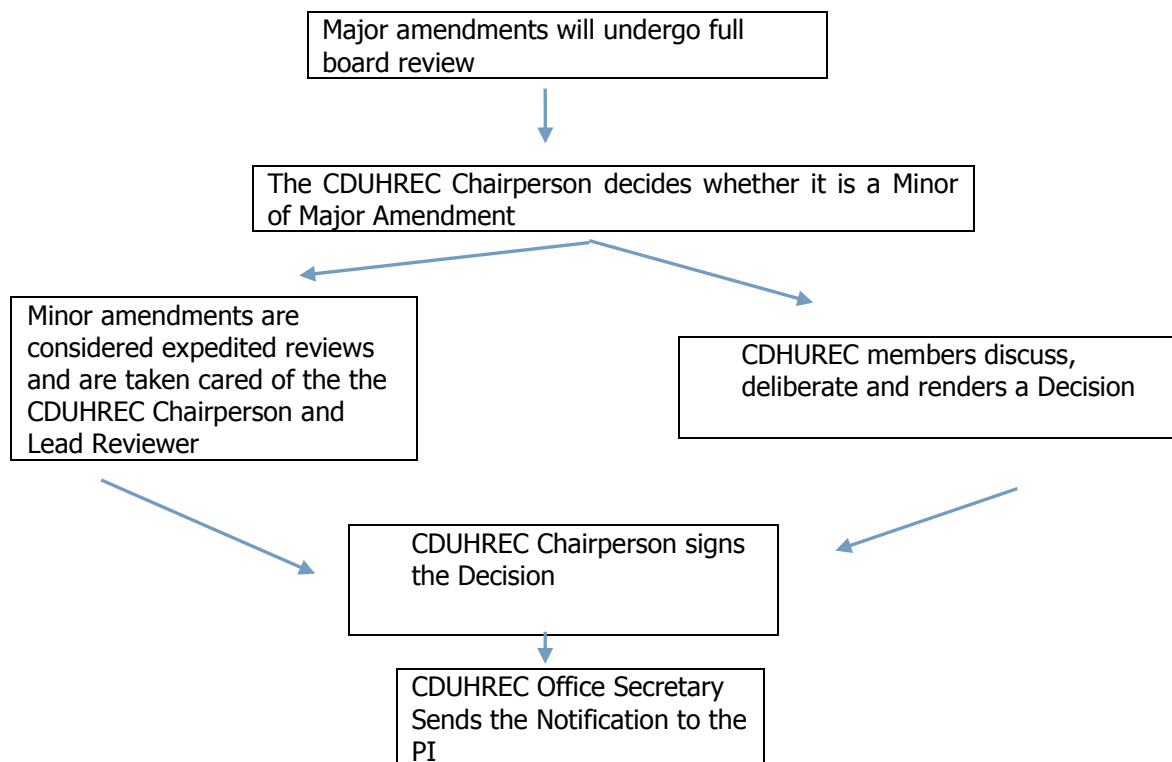 Major amendments will undergo full
board review
The CDUHREC Chairperson decides whether it is a Minor
of Major Amendment
Minor amendments are
considered expedited reviews
and are taken cared of the the
CDUHREC Chairperson and
Lead Reviewer
CDHUREC members discuss,
deliberate and renders a Decision
CDUHREC Chairperson signs
the Decision
CDUHREC Office Secretary
Sends the Notification to the
PI